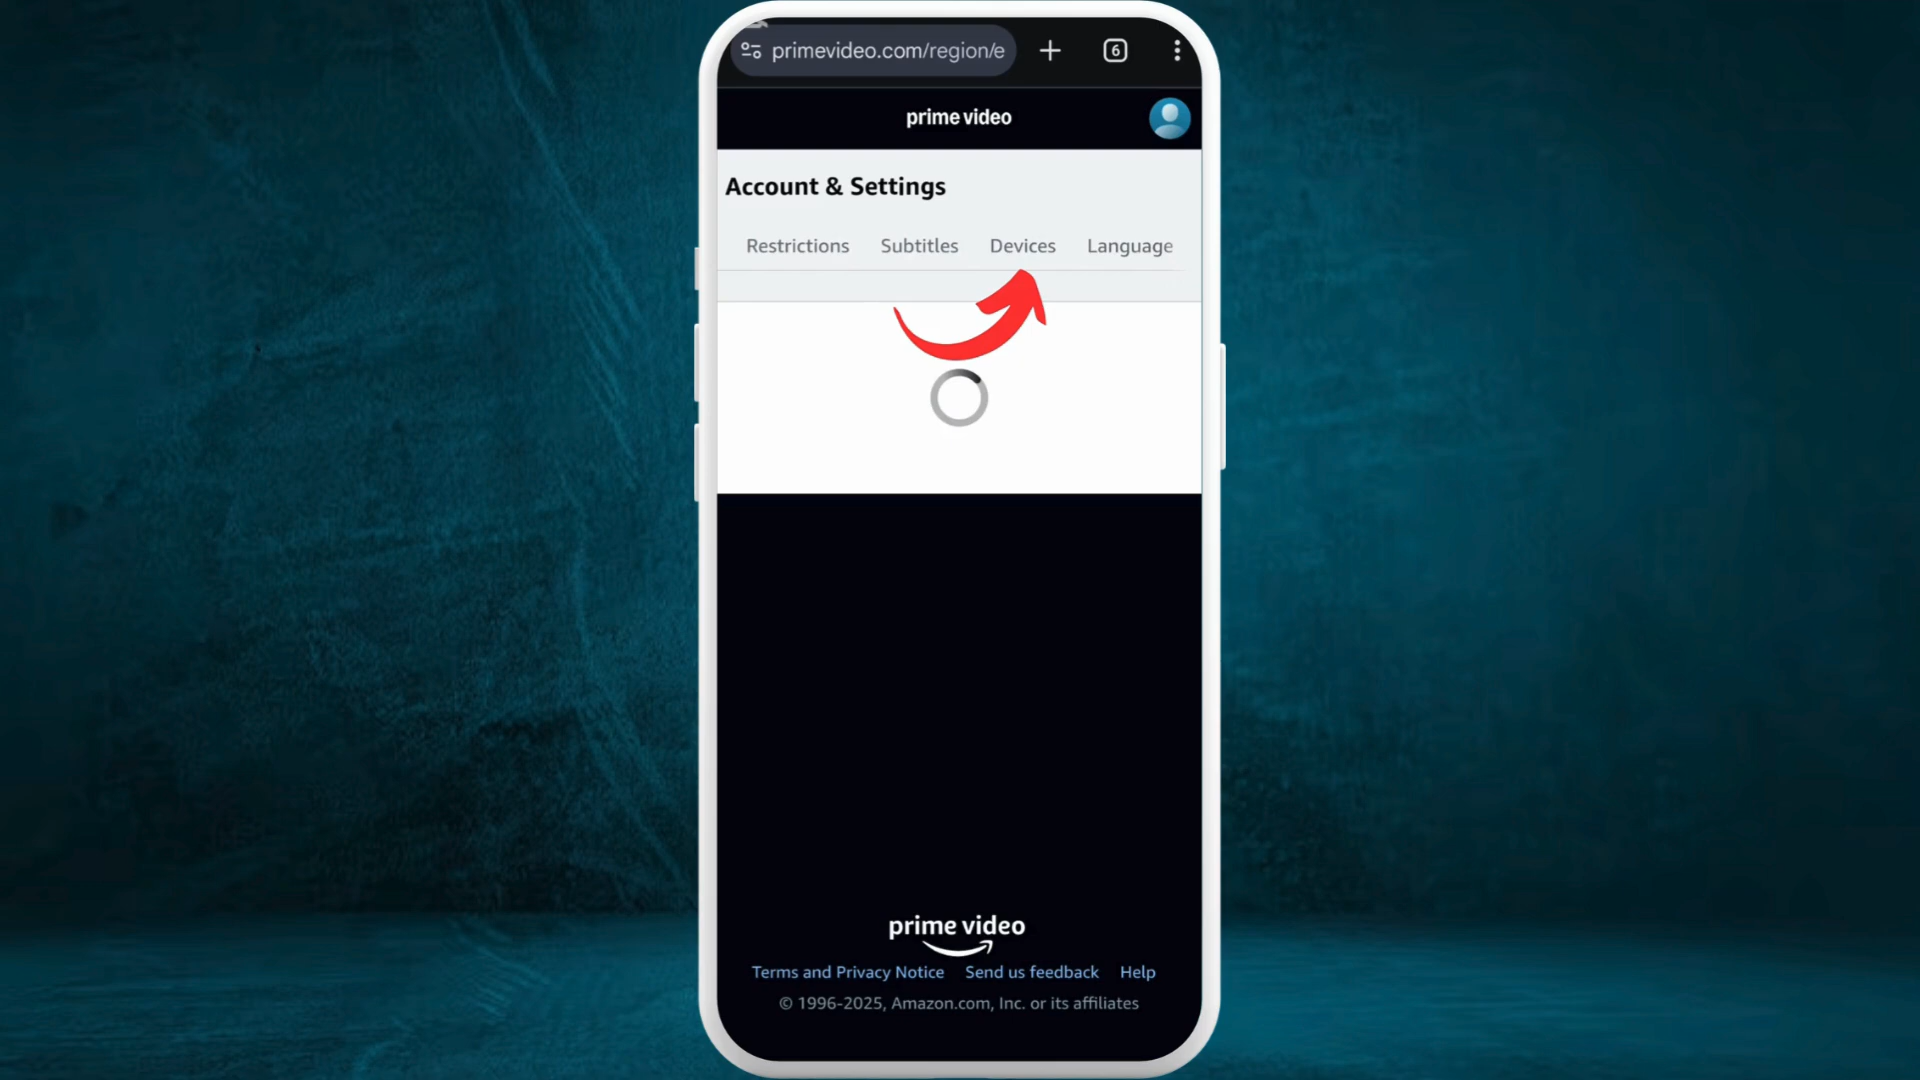 primevideo.com/region/e 6
prime video
Account & Settings
Restrictions Subtitles Devices Language
prime video
Terms and Privacy Notice Send us feedback Help
© 1996-2025, Amazon.com, Inc. or its affiliates